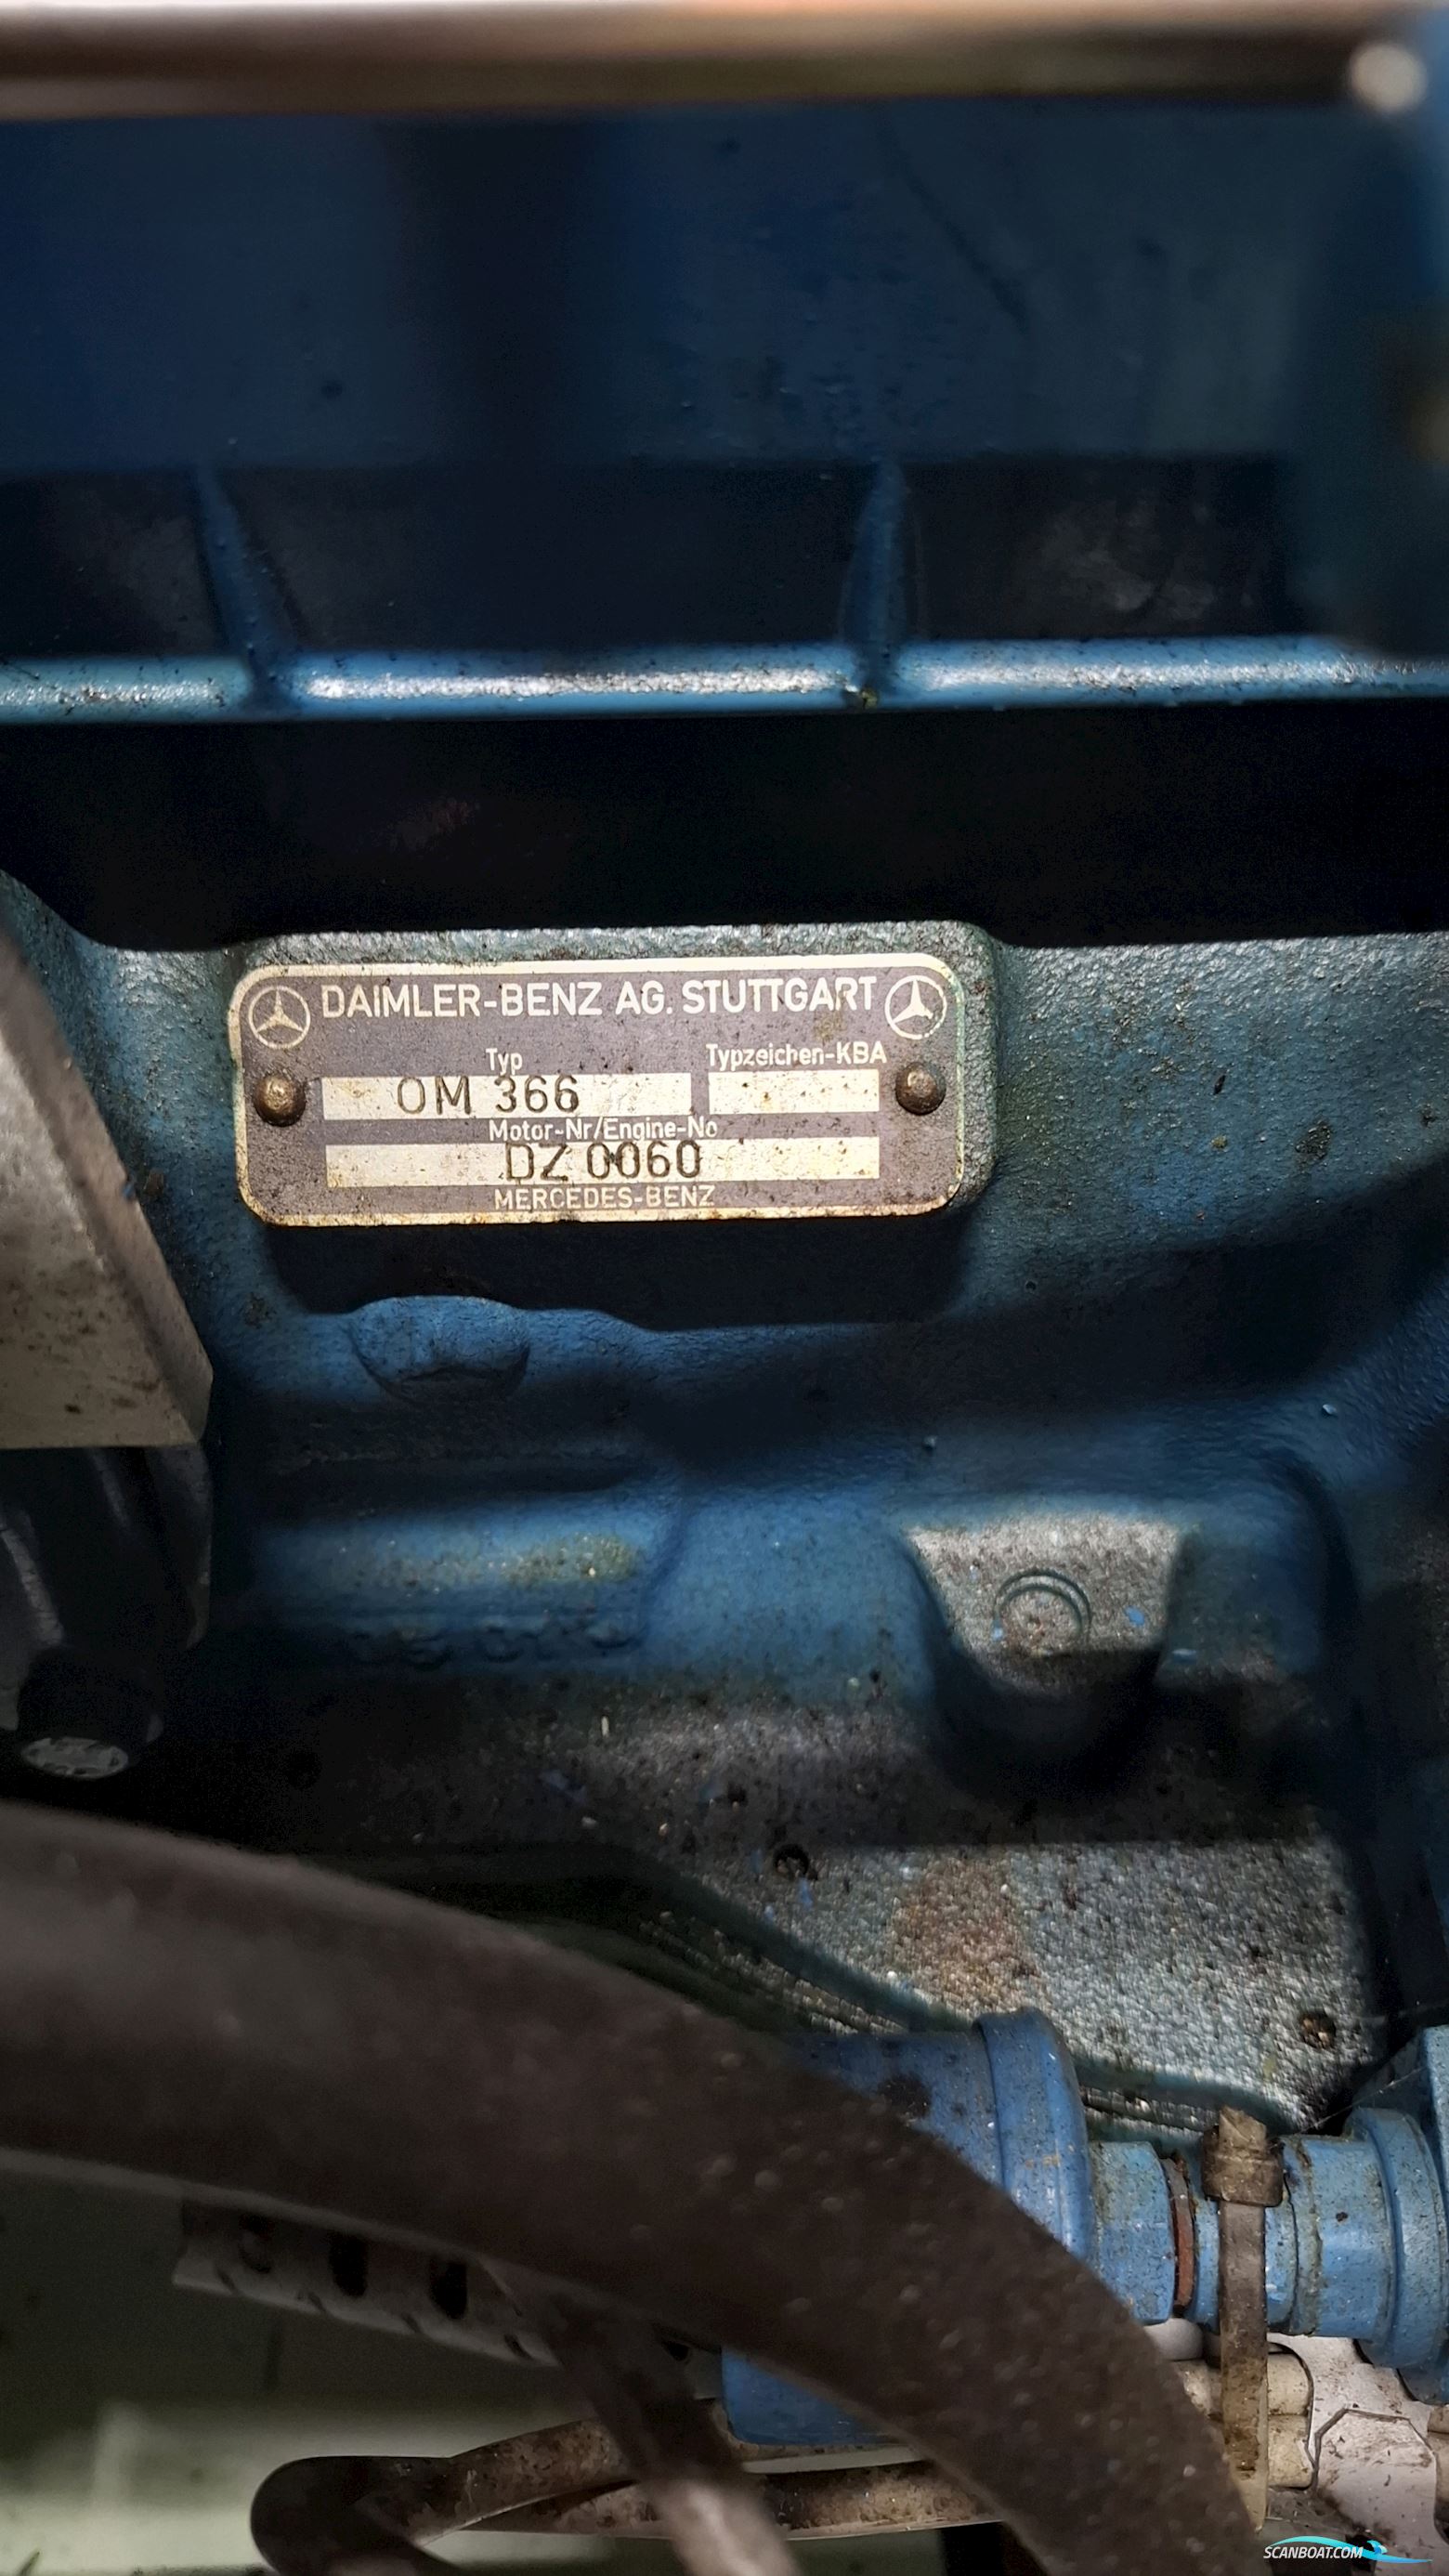 DAIMLER-BENZ AG. STUTTGART
Typ Typzeichen-KBA
OM 366
Motor-Nr/Engine-No
DZ 0060
MERCEDES-BENZ
SCANBOAT.COM